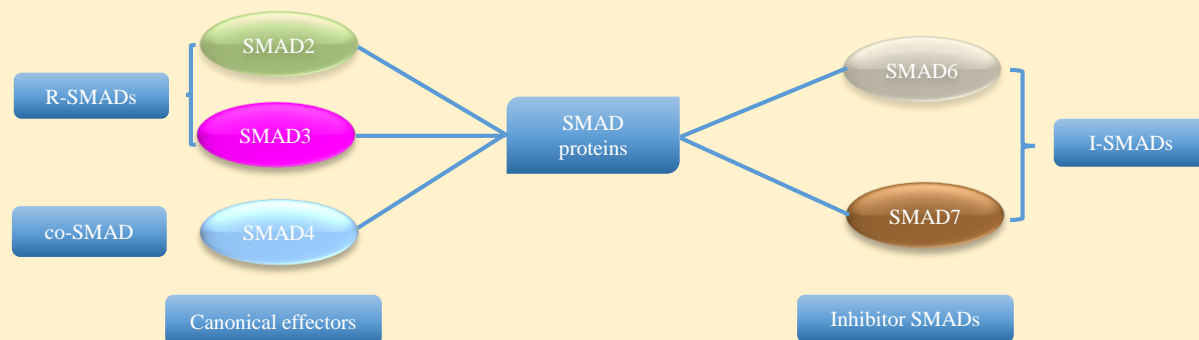 SMAD2
R-SMADs
SMAD3
co-SMAD
SMAD4
Canonical effectors
SMAD
proteins
SMAD6
I-SMADs
SMAD7
Inhibitor SMADs